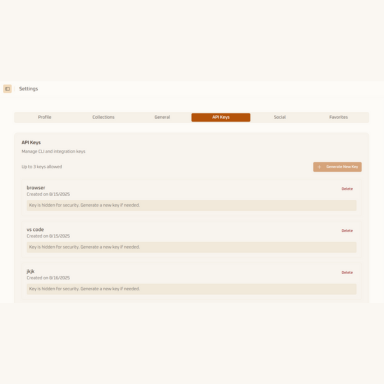 Settings
Profile
Collections
General
API Keys
Social
Favorites
API Keys
Manage CLI and integration keys
Up to 3 keys allowed
+ Generate New Key
browser
Delete
Created on 8/15/2025
Key is hidden for security. Generate a new key if needed.
vs code
Delete
Created on 8/15/2025
Key is hidden for security. Generate a new key if needed.
jkjk
Delete
Created on 8/16/2025
Key is hidden for security. Generate a new key if needed.